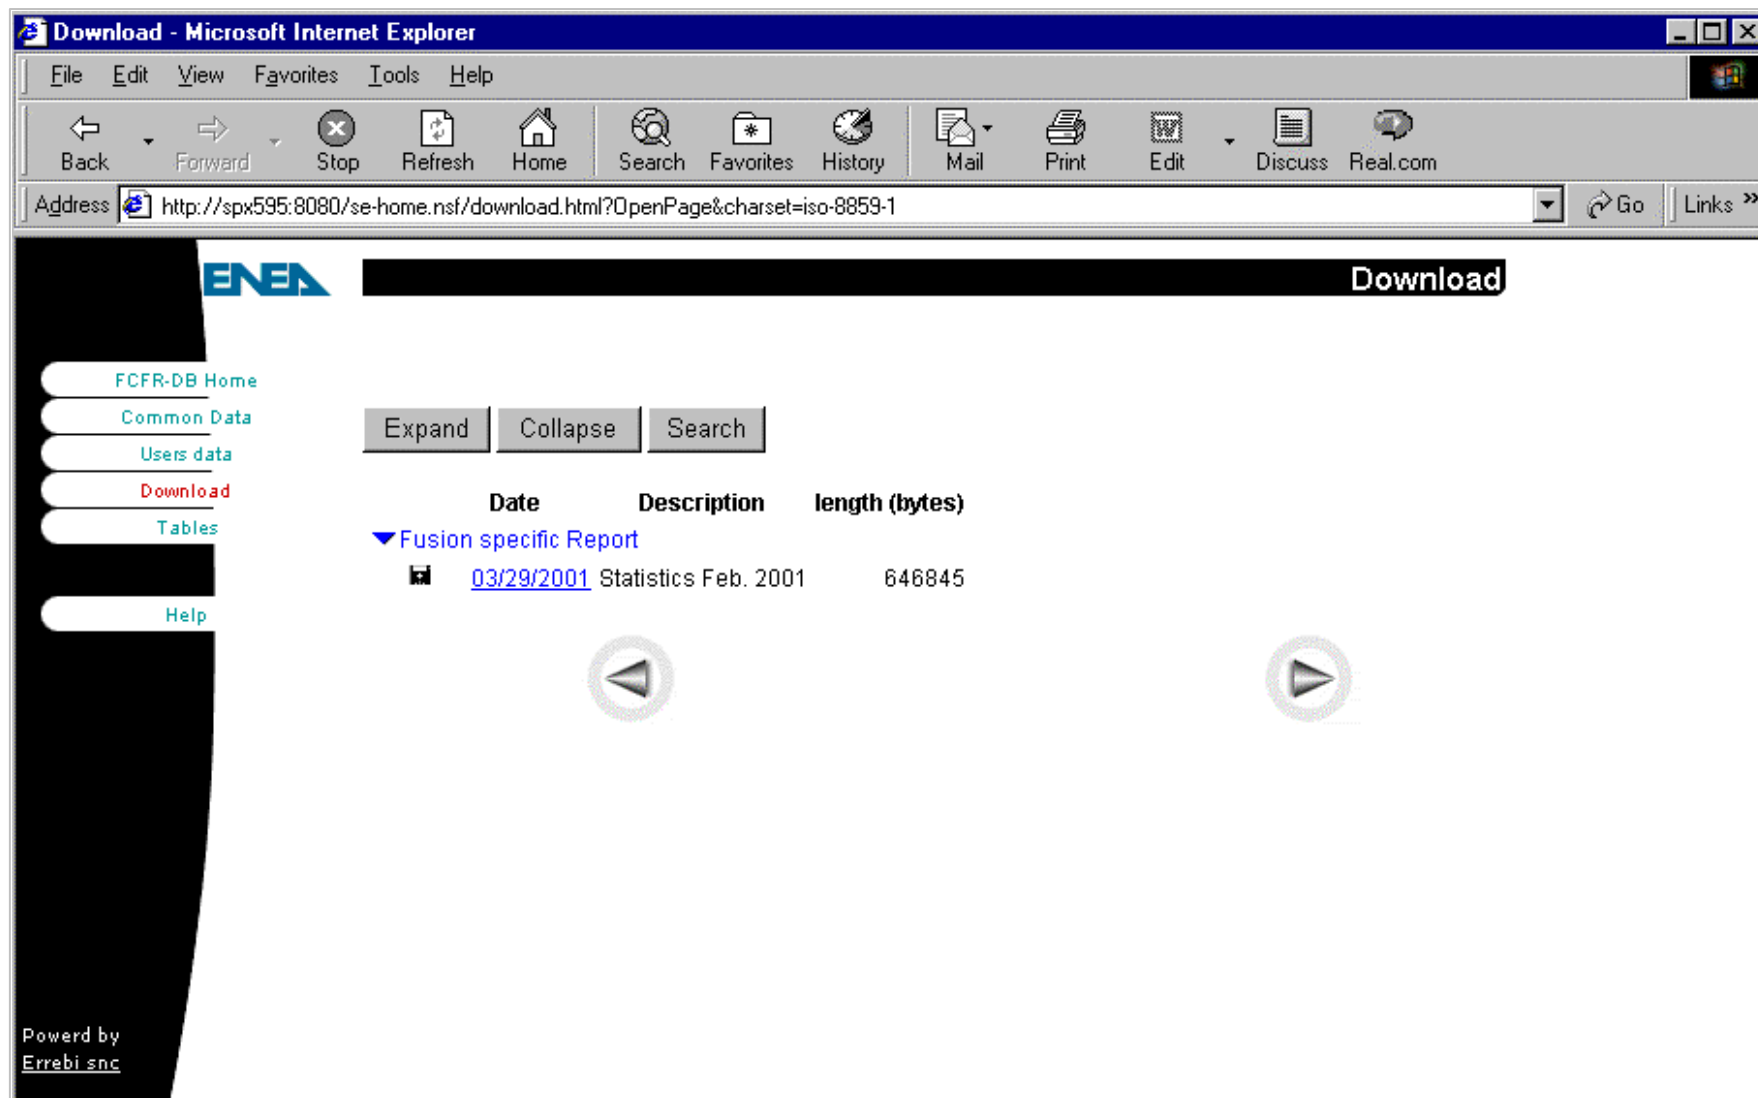 Download - Microsoft Internet Explorer
File Edit View Favorites Tools Help
Back Forward Stop Refresh Home Search Favorites History Mail Print Edit Discuss Real.com
Address http://spx595:8080/se-home.nsf/download.html?OpenPage&charset=iso-8859-1 Go Links »
ENEA Download
FCFR-DB Home
Common Data
Users data
Download
Tables
Help
Expand Collapse Search
Date Description length (bytes)
Fusion specific Report
03/29/2001 Statistics Feb. 2001 646845
Powerd by
Errebi snc